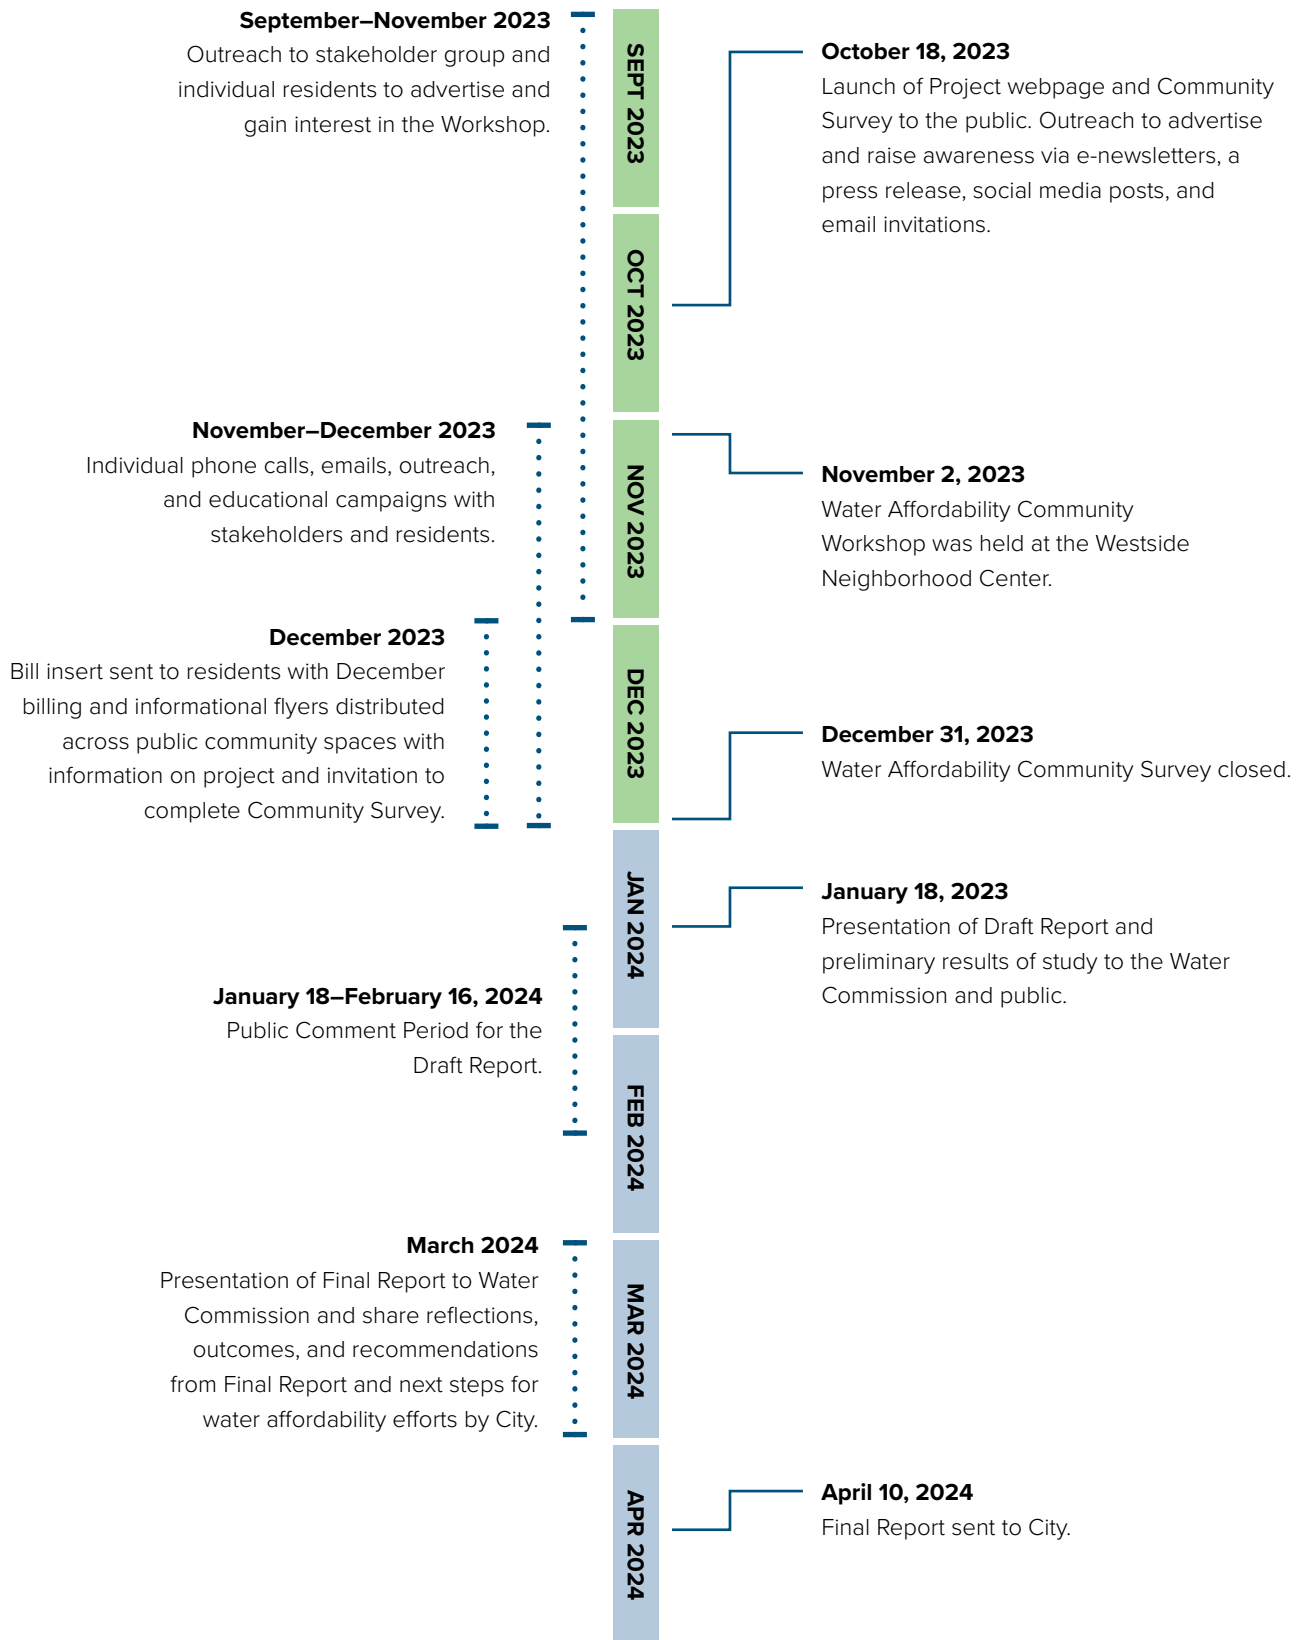 September–November 2023
Outreach to stakeholder group and
individual residents to advertise and
gain interest in the Workshop.
November–December 2023
Individual phone calls, emails, outreach,
and educational campaigns with
stakeholders and residents.
December 2023
Bill insert sent to residents with December
billing and informational flyers distributed
across public community spaces with
information on project and invitation to
complete Community Survey.
January 18–February 16, 2024
Public Comment Period for the
Draft Report.
March 2024
Presentation of Final Report to Water
Commission and share reflections,
outcomes, and recommendations
from Final Report and next steps for
water affordability efforts by City.
SEPT 2023
OCT 2023
NOV 2023
DEC 2023
JAN 2024
FEB 2024
MAR 2024
APR 2024
October 18, 2023
Launch of Project webpage and Community
Survey to the public. Outreach to advertise
and raise awareness via e-newsletters, a
press release, social media posts, and
email invitations.
November 2, 2023
Water Affordability Community
Workshop was held at the Westside
Neighborhood Center.
December 31, 2023
Water Affordability Community Survey closed.
January 18, 2023
Presentation of Draft Report and
preliminary results of study to the Water
Commission and public.
April 10, 2024
Final Report sent to City.